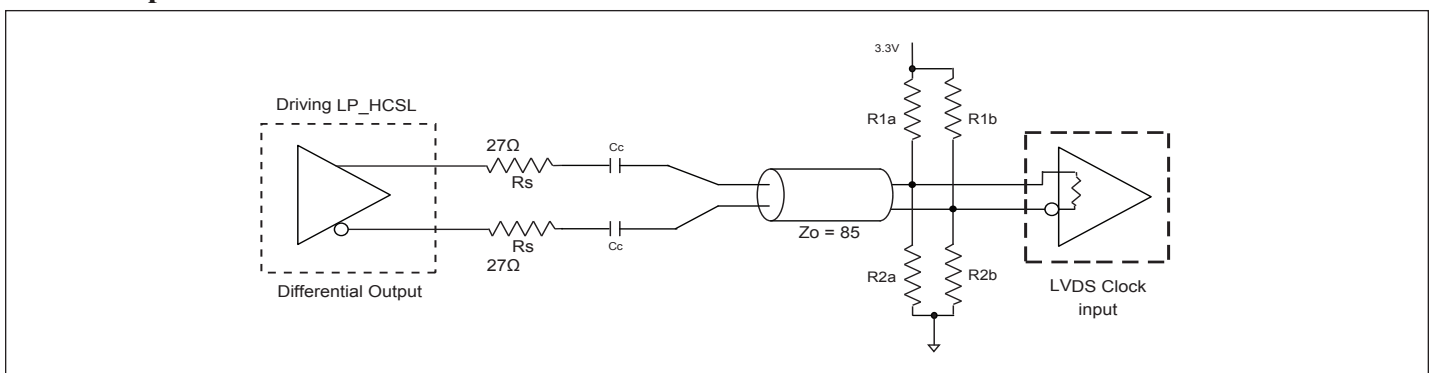 3.3V
Driving LP_HCSL
R1a
R1b
27Ω
Cc
Rs
Zo = 85
Rs
Cc
27Ω
R2a
R2b
Differential Output
LVDS Clock
input